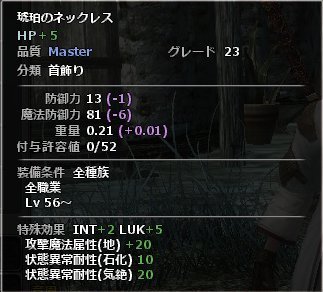 琥珀のネックレス
HP+5
品質 Master グレード 23
分類 首飾り
防御力 13 (-1)
魔法防御力 81 (-6)
重量 0.21 (+0.01)
付与許容値 0/52
装備条件 全種族
全職業
Lv 56～
特殊効果 INT+2 LUK+5
攻撃魔法属性(地) +20
状態異常耐性(石化) 10
状態異常耐性(気絶) 20